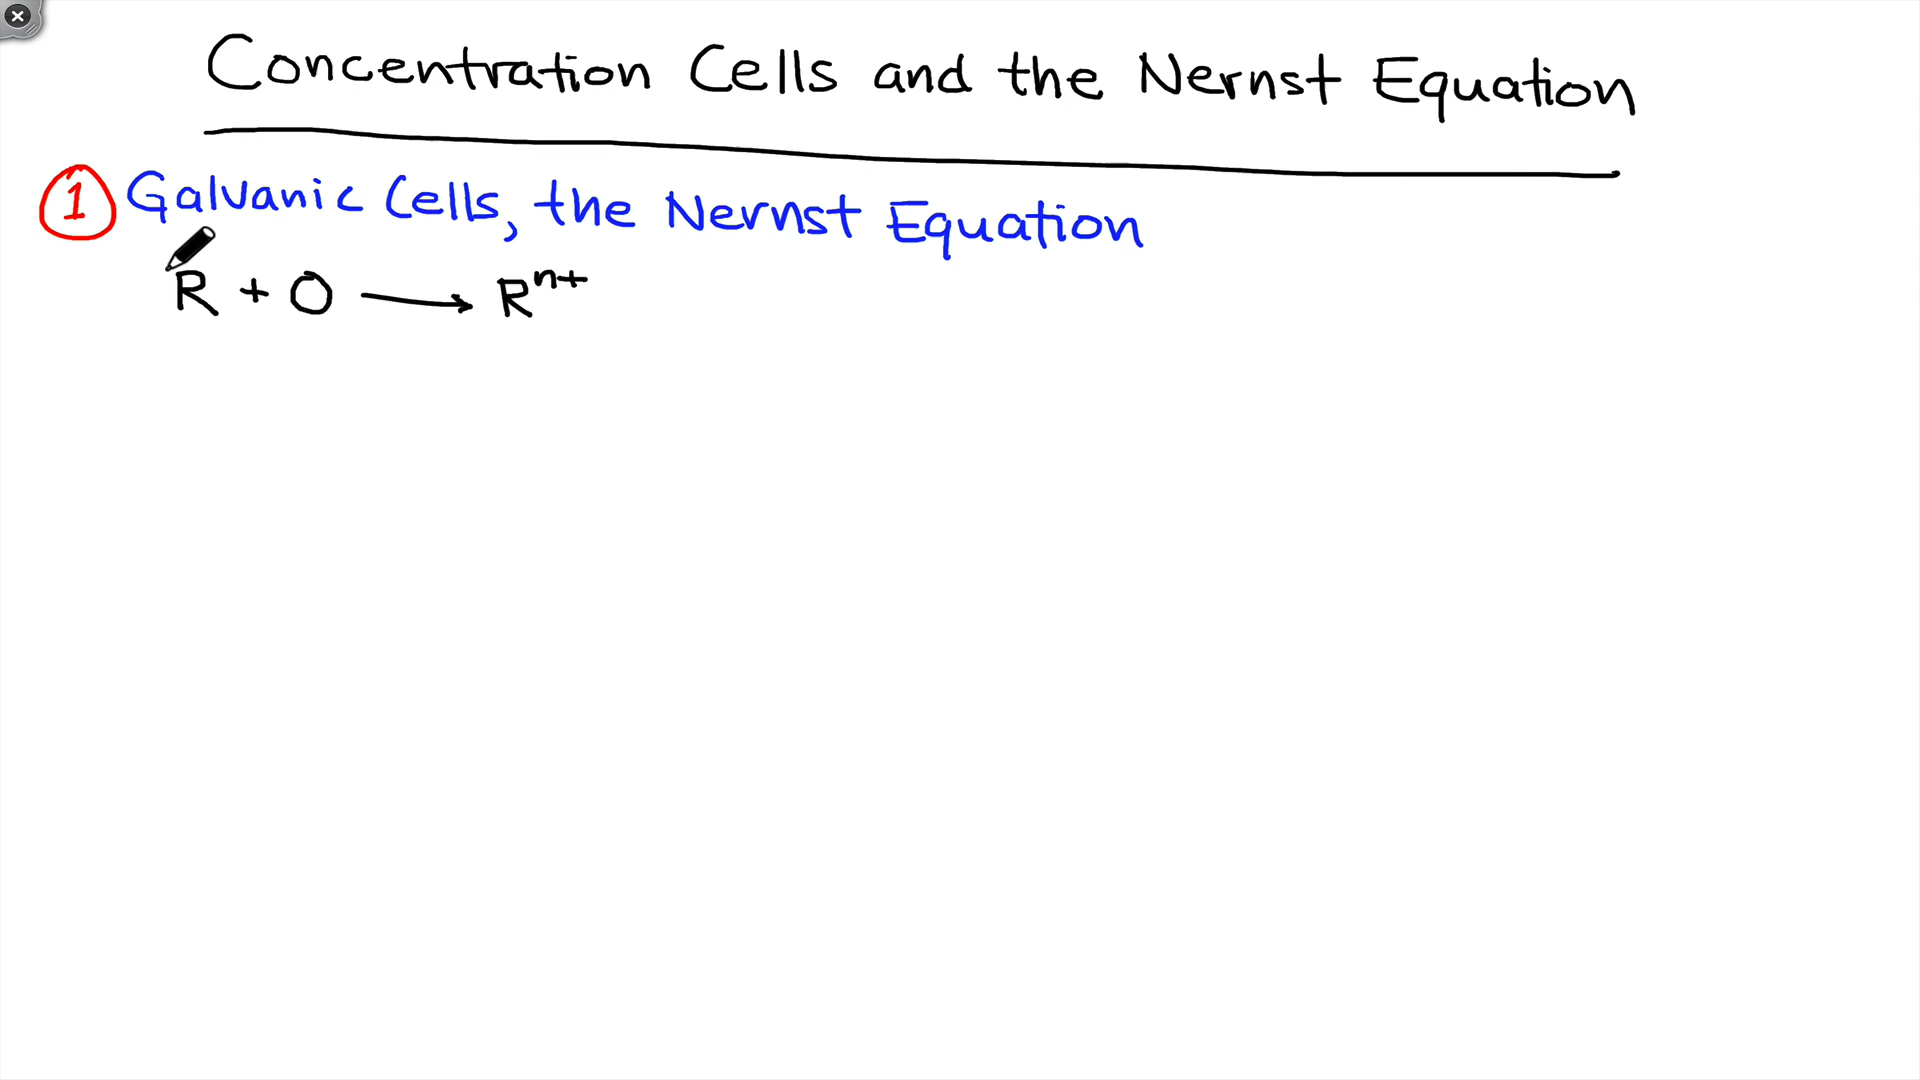 Concentration Cells and the Nernst Equation
1 Galvanic Cells, the Nernst Equation
R + O ⟶ Rⁿ⁺